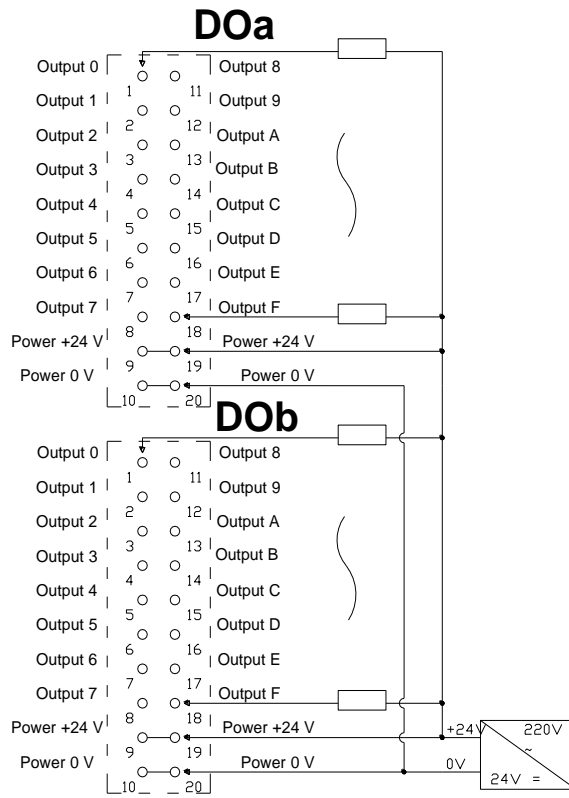 DOa
Output 0 Output 8
1 11
Output 1 Output 9
2 12
Output 2 Output A
3 13
Output 3 Output B
4 14
Output 4 Output C
5 15
Output 5 Output D
6 16
Output 6 Output E
7 17
Output 7 Output F
8 18
Power +24 V Power +24 V
9 19
Power 0 V Power 0 V
10 20
DOb
Output 0 Output 8
1 11
Output 1 Output 9
2 12
Output 2 Output A
3 13
Output 3 Output B
4 14
Output 4 Output C
5 15
Output 5 Output D
6 16
Output 6 Output E
7 17
Output 7 Output F
8 18
Power +24 V Power +24 V +24V 220V
~
9 19
Power 0 V Power 0 V 0V
10 20 24V =